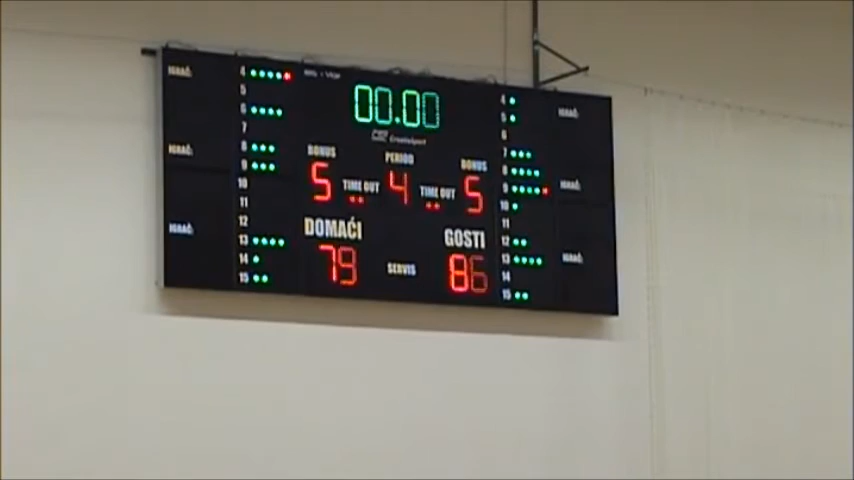 00.00
CreativSport
BONUS PERIOD BONUS
5 TIME OUT 4 TIME OUT 5
DOMAĆI GOSTI
79 SERVIS 86
IGRAČ:
IGRAČ:
IGRAČ:
4
5
6
7
8
9
10
11
12
13
14
15
4
5
6
7
8
9
10
11
12
13
14
15
IGRAČ:
IGRAČ:
IGRAČ: